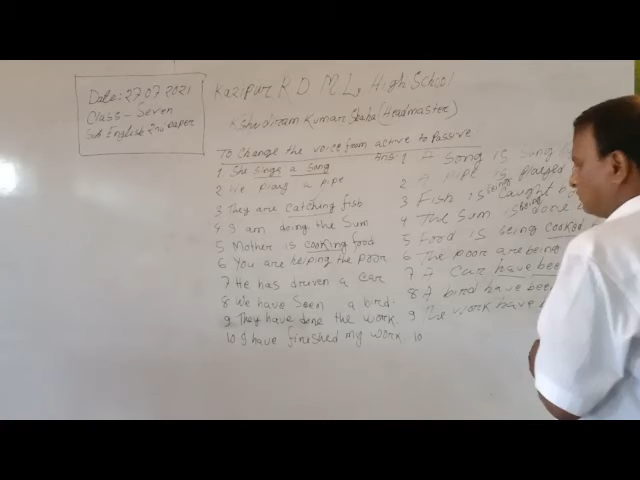 Date: 27.07.2021
Class - Seven
Sub English 2nd paper
Kazipur R D M L High School
Kshudiram Kumar Shaha (Headmaster)
To Change the voice from active to Passive
1 She sings a song
2 We play a pipe
3 They are catching fish
4 I am doing the Sum
5 Mother is cooking food
6 You are helping the poor
7 He has driven a car
8 We have seen a bird.
9 They have done the work.
10 I have finished my work.
Ans 1 A song is sung
2 A pipe is played
3 Fish is being caught
4 The Sum is being done
5 Food is being cooked
6 The poor are being
7 A car have been
8 A bird have been
9 The work have
10